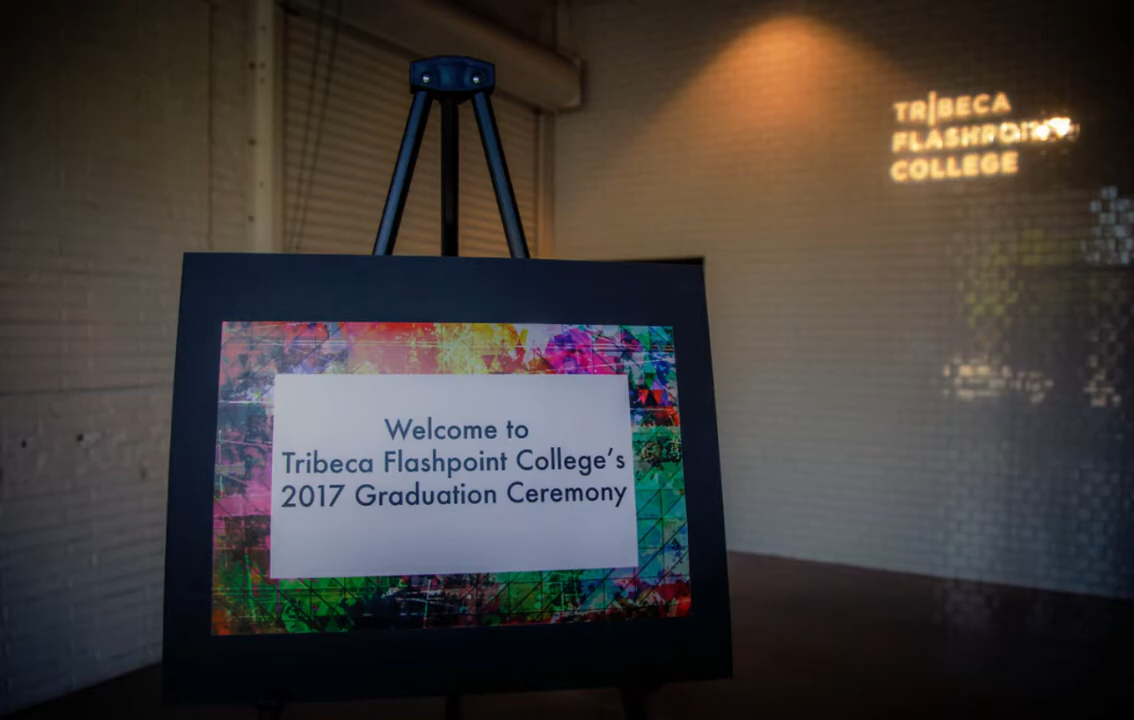 TRIBECA
FLASHPOINT
COLLEGE
Welcome to
Tribeca Flashpoint College's
2017 Graduation Ceremony